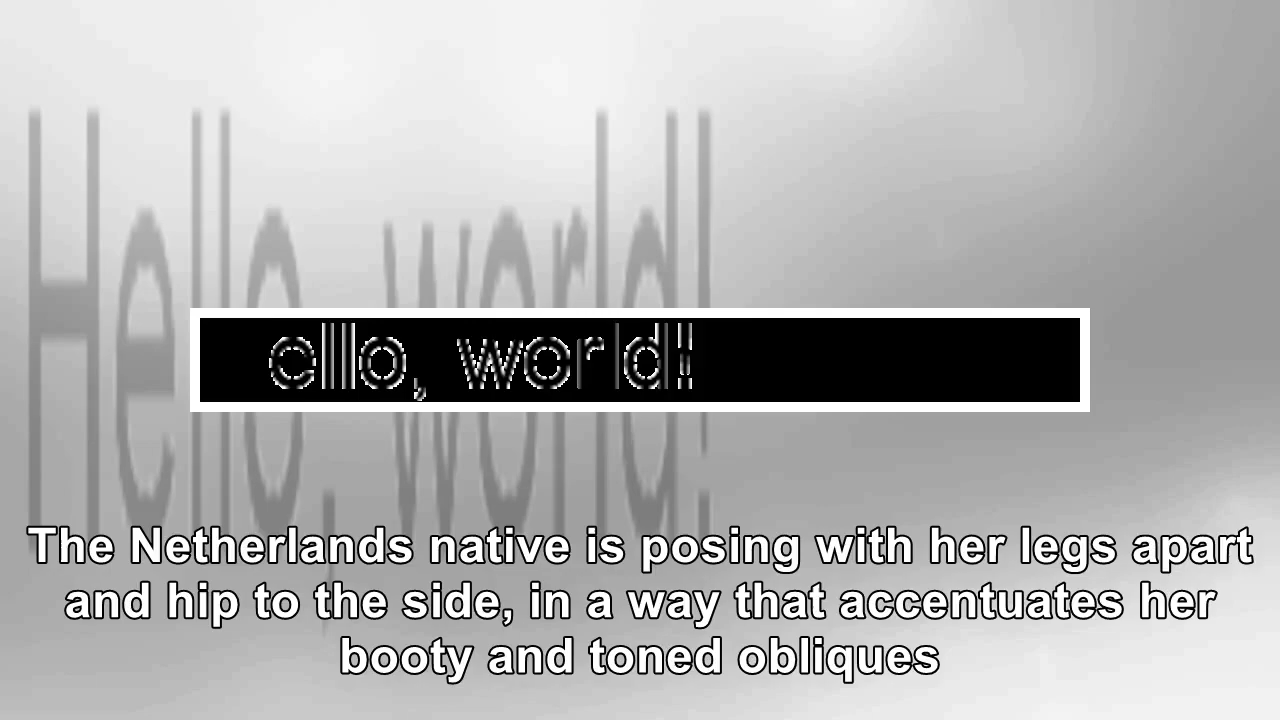 Hello, world!
ello, world!
The Netherlands native is posing with her legs apart
and hip to the side, in a way that accentuates her
booty and toned obliques